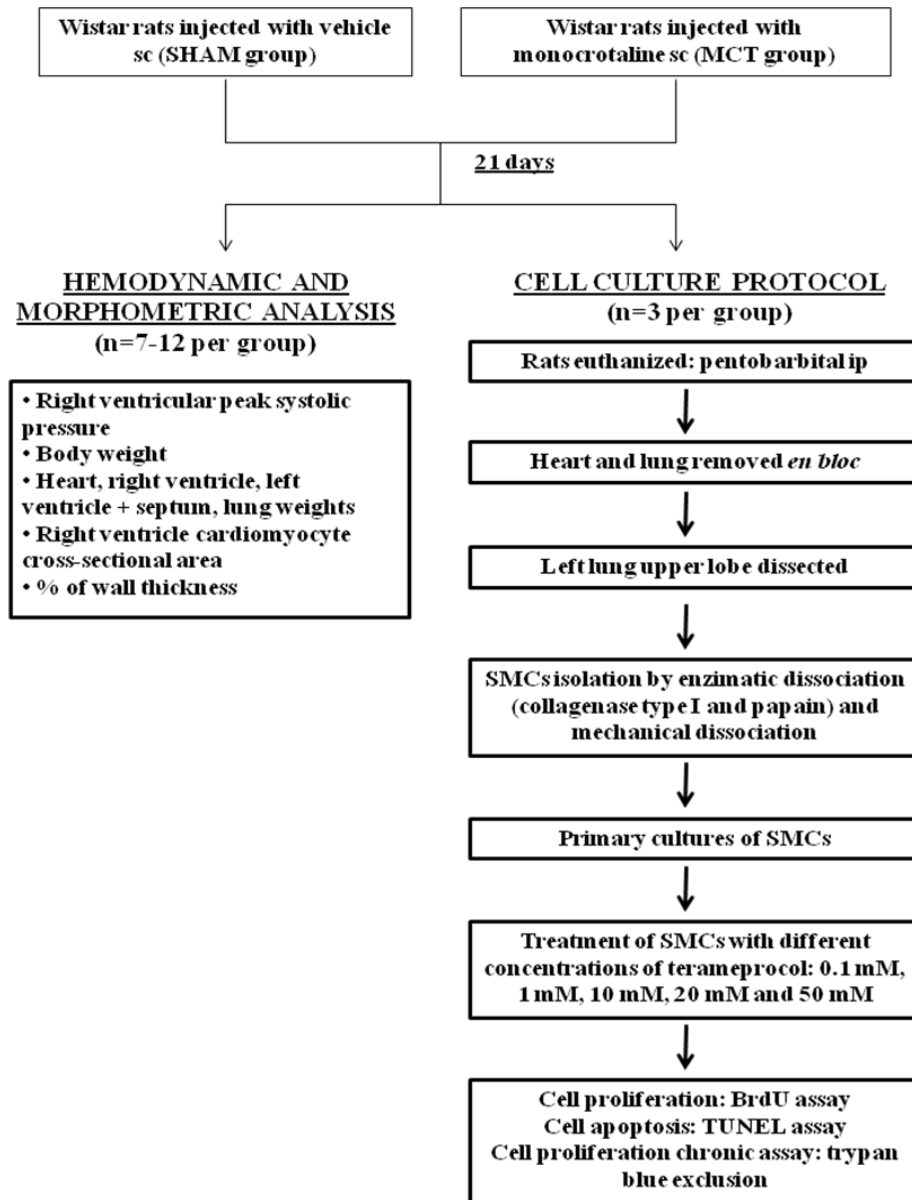 Wistar rats injected with vehicle
sc (SHAM group)
Wistar rats injected with
monocrotaline sc (MCT group)
21 days
HEMODYNAMIC AND
MORPHOMETRIC ANALYSIS
(n=7-12 per group)
• Right ventricular peak systolic
pressure
• Body weight
• Heart, right ventricle, left
ventricle + septum, lung weights
• Right ventricle cardiomyocyte
cross-sectional area
• % of wall thickness
CELL CULTURE PROTOCOL
(n=3 per group)
Rats euthanized: pentobarbital ip
Heart and lung removed en bloc
Left lung upper lobe dissected
SMCs isolation by enzimatic dissociation
(collagenase type I and papain) and
mechanical dissociation
Primary cultures of SMCs
Treatment of SMCs with different
concentrations of terameprocol: 0.1 mM,
1 mM, 10 mM, 20 mM and 50 mM
Cell proliferation: BrdU assay
Cell apoptosis: TUNEL assay
Cell proliferation chronic assay: trypan
blue exclusion